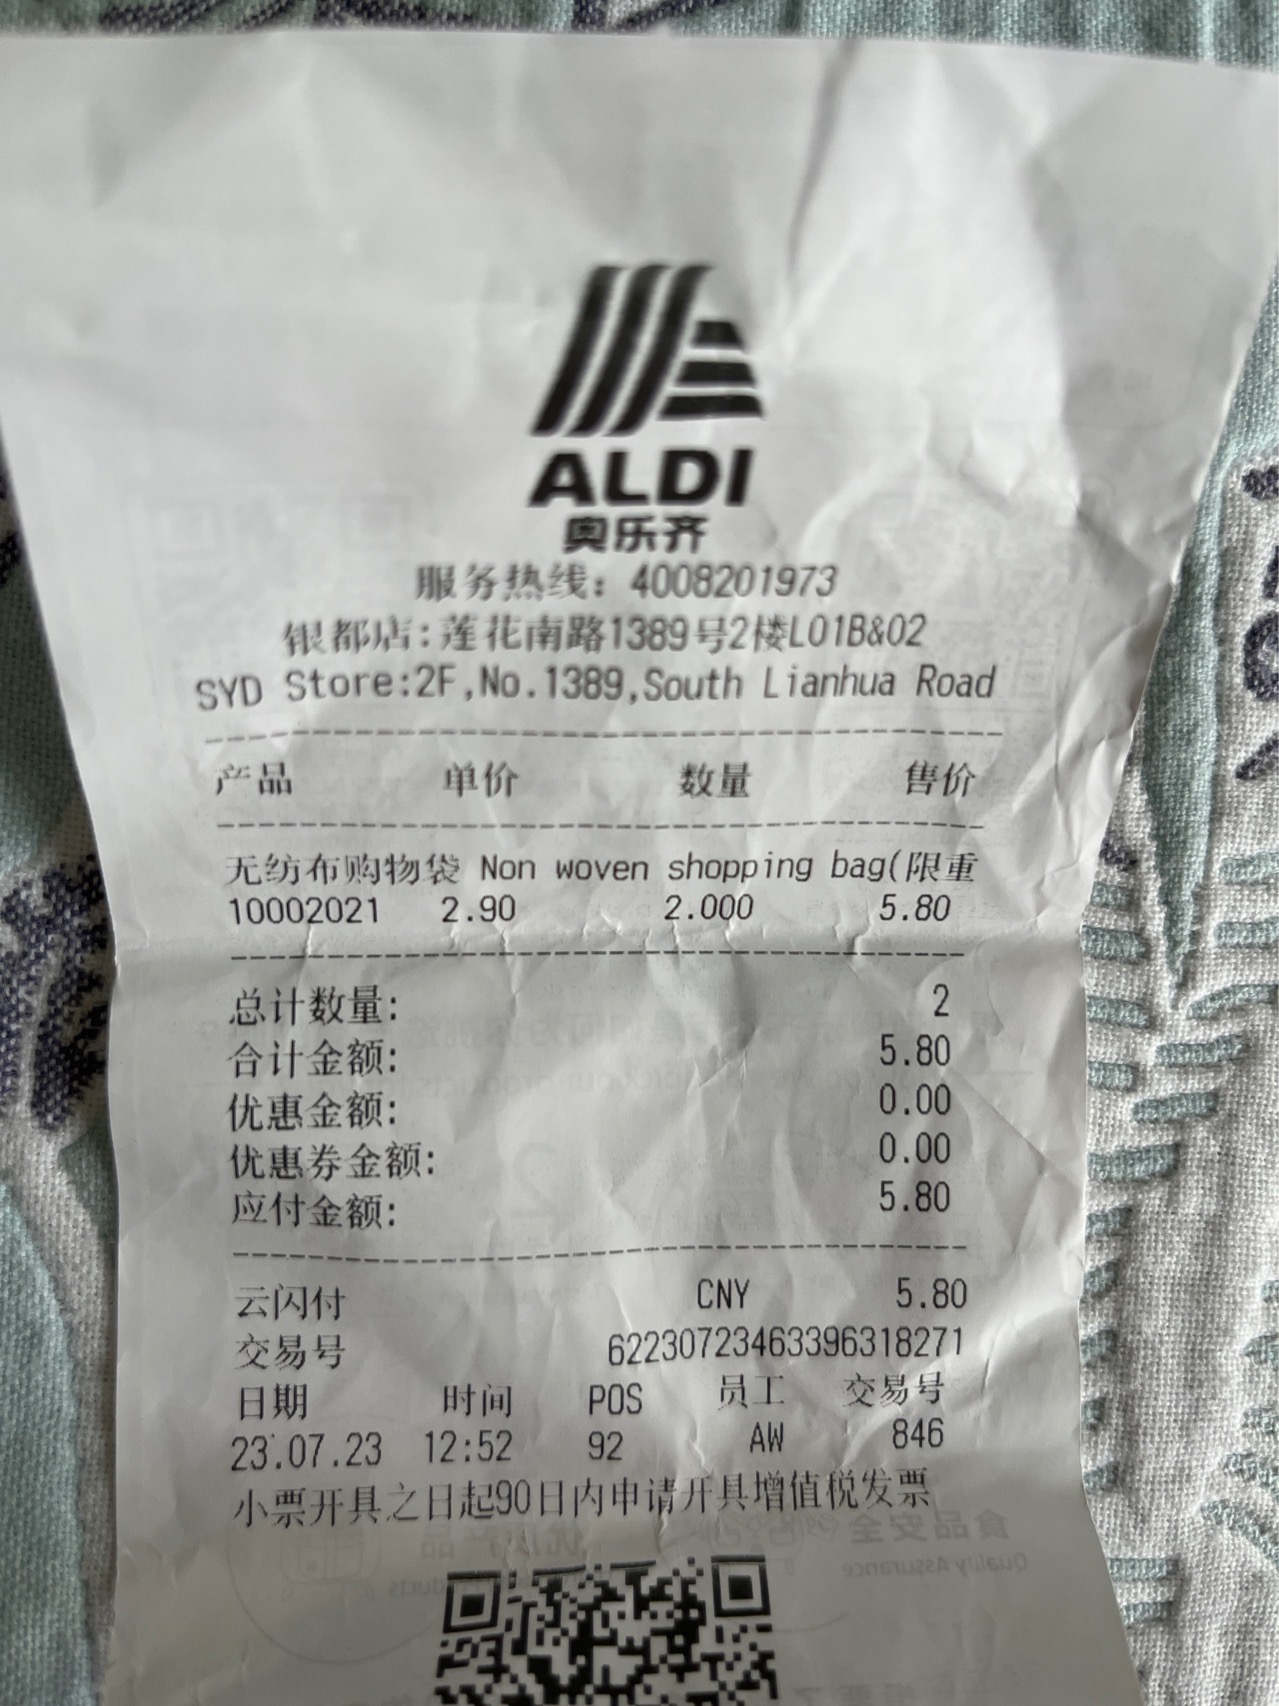 ALDI
奥乐齐
服务热线：4008201973
银都店:莲花南路1389号2楼L01B&02
SYD Store:2F,No.1389,South Lianhua Road
产品 单价 数量 售价
无纺布购物袋 Non woven shopping bag(限重
10002021 2.90 2.000 5.80
总计数量: 2
合计金额: 5.80
优惠金额: 0.00
优惠券金额: 0.00
应付金额: 5.80
云闪付 CNY 5.80
交易号 62230723463396318271
日期 时间 POS 员工 交易号
23.07.23 12:52 92 AW 846
小票开具之日起90日内申请开具增值税发票
食品安全
Quality Assurance